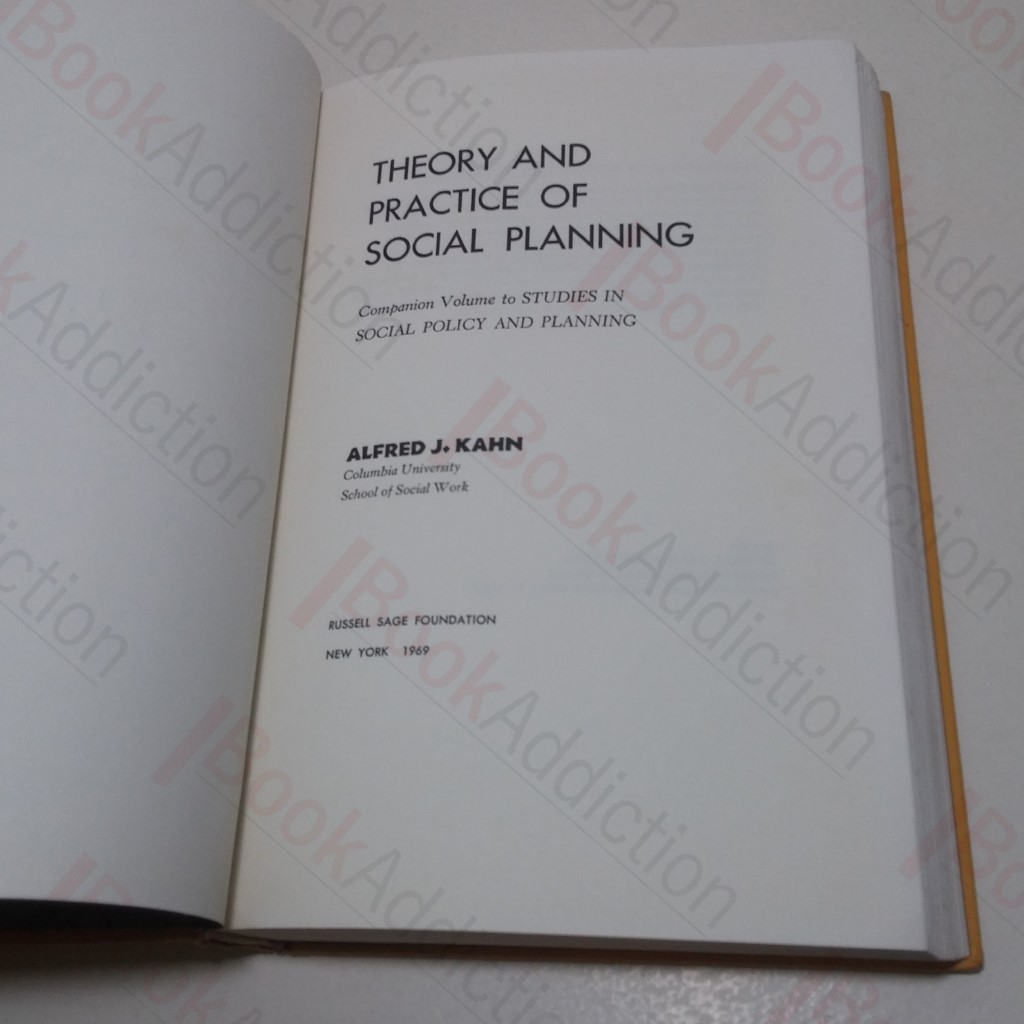 THEORY AND
PRACTICE OF
SOCIAL PLANNING
Companion Volume to STUDIES IN
SOCIAL POLICY AND PLANNING
ALFRED J. KAHN
Columbia University
School of Social Work
RUSSELL SAGE FOUNDATION
NEW YORK 1969
BookAddiction